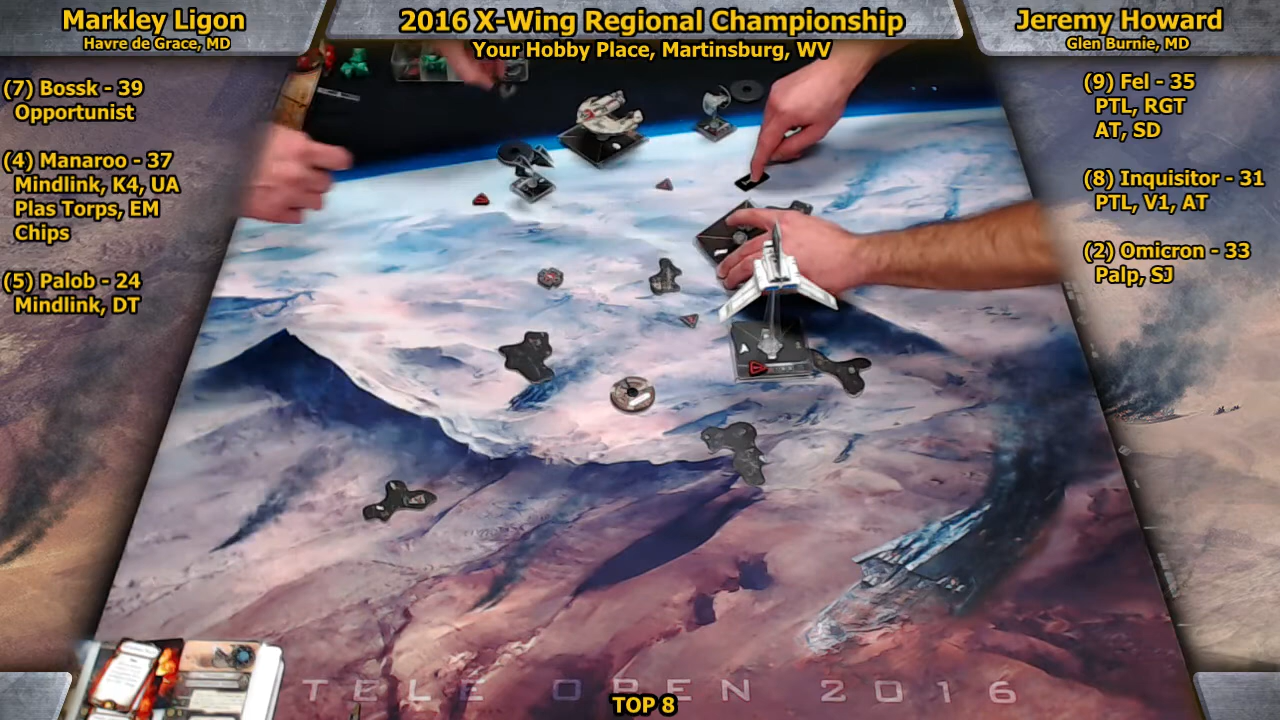 Markley Ligon
Havre de Grace, MD
2016 X-Wing Regional Championship
Your Hobby Place, Martinsburg, WV
Jeremy Howard
Glen Burnie, MD
(7) Bossk - 39
Opportunist
(4) Manaroo - 37
Mindlink, K4, UA
Plas Torps, EM
Chips
(5) Palob - 24
Mindlink, DT
(9) Fel - 35
PTL, RGT
AT, SD
(8) Inquisitor - 31
PTL, V1, AT
(2) Omicron - 33
Palp, SJ
TELE OPEN 2016
TOP 8